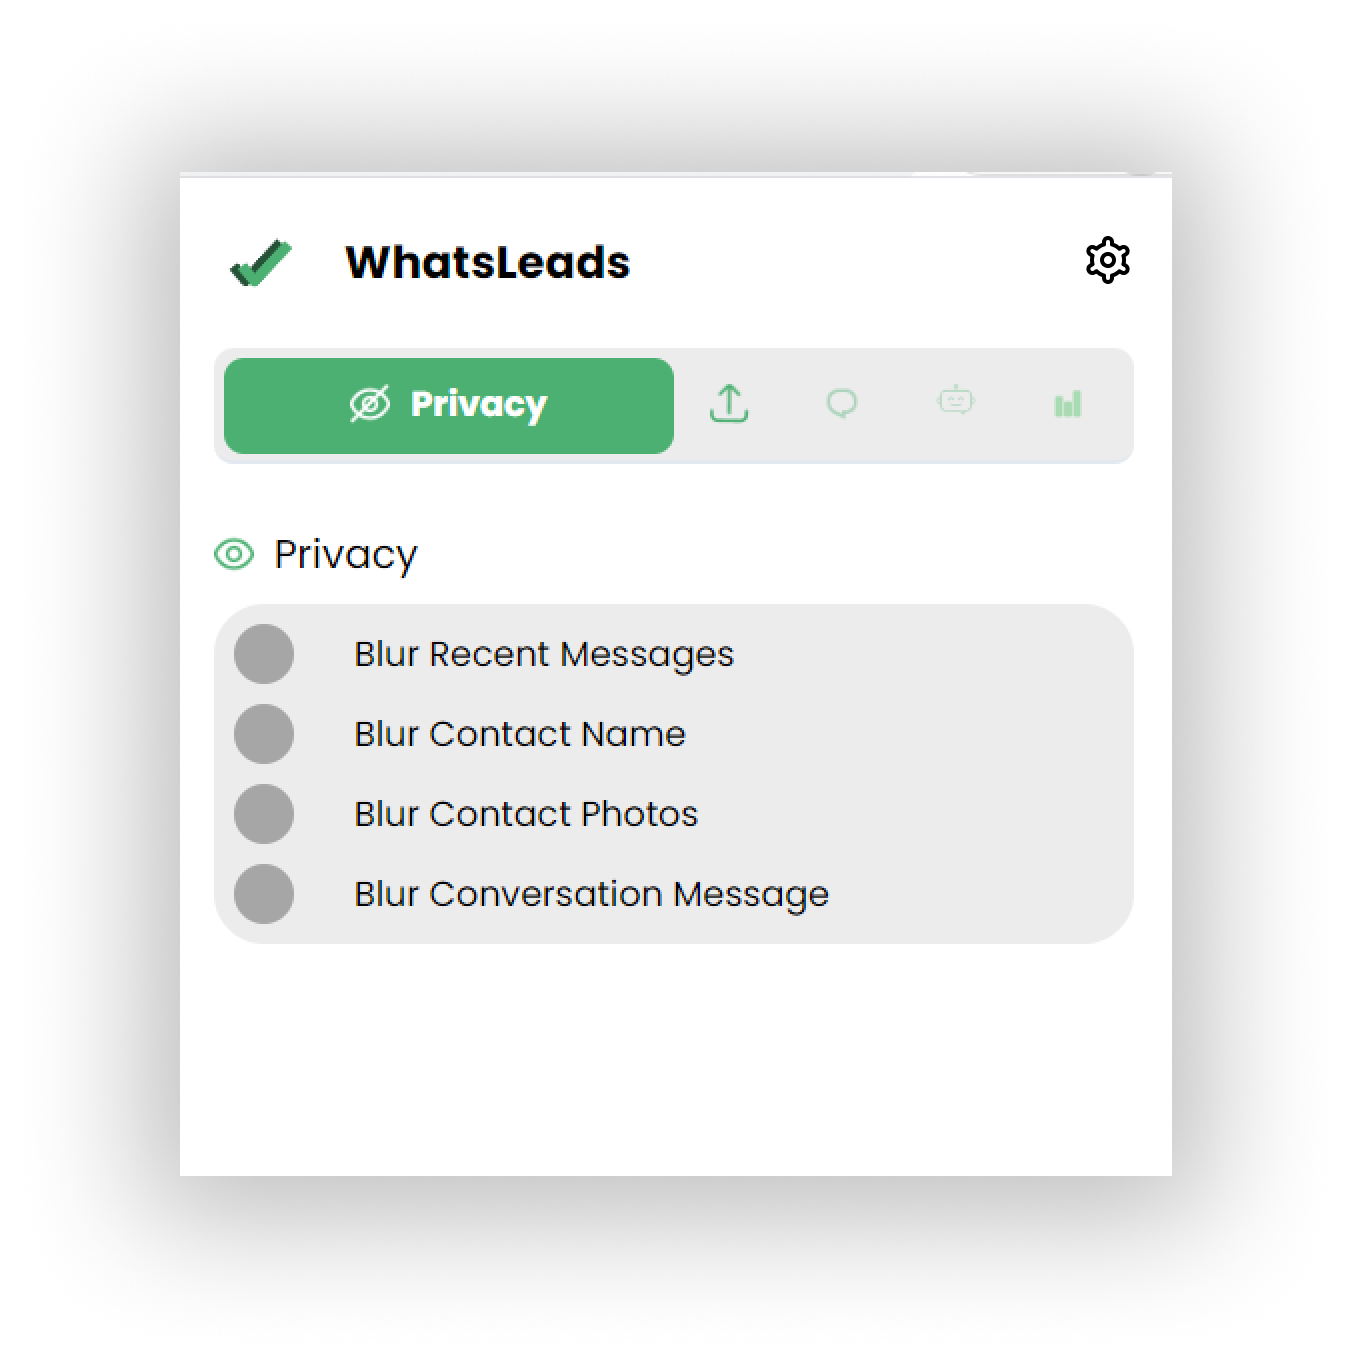 WhatsLeads
Privacy
Privacy
Blur Recent Messages
Blur Contact Name
Blur Contact Photos
Blur Conversation Message